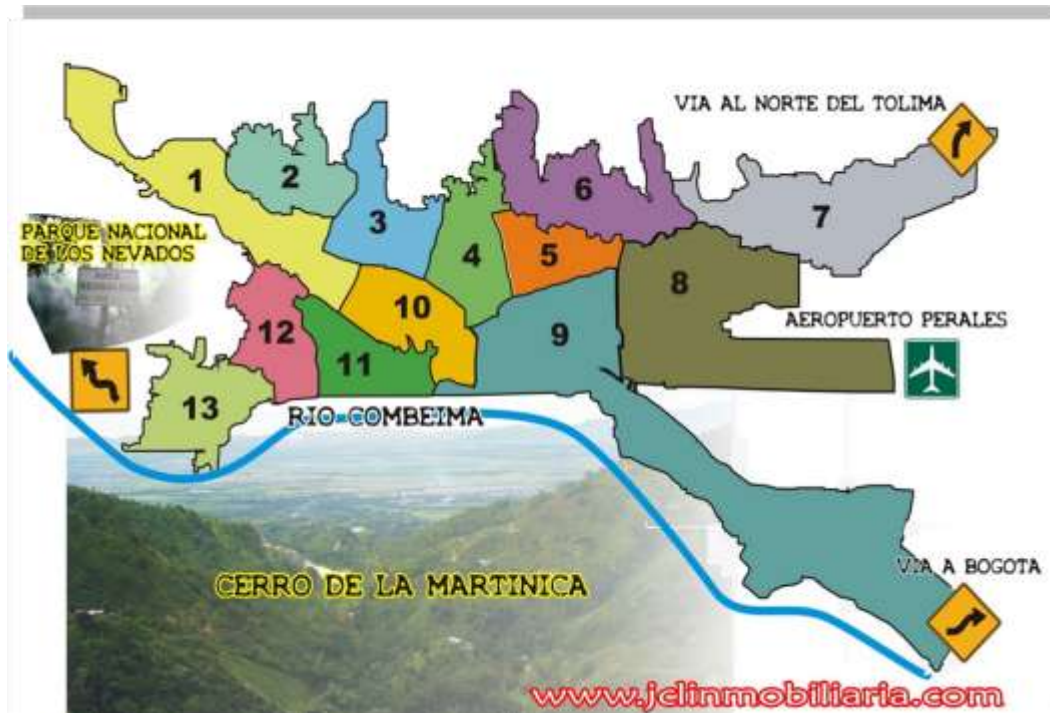 VIA AL NORTE DEL TOLIMA
1
2
3
4
5
6
7
PARQUE NACIONAL
DE LOS NEVADOS
8
9
10
11
12
13
AEROPUERTO PERALES
RIO COMBEIMA
CERRO DE LA MARTINICA
VIA A BOGOTA
www.jclinmobiliaria.com